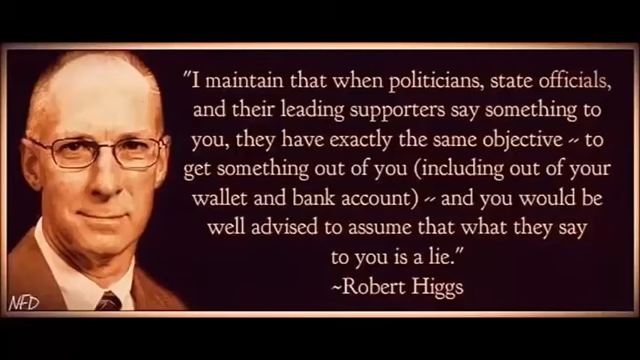 "I maintain that when politicians, state officials,
and their leading supporters say something to
you, they have exactly the same objective -- to
get something out of you (including out of your
wallet and bank account) -- and you would be
well advised to assume that what they say
to you is a lie."
~Robert Higgs
NFD